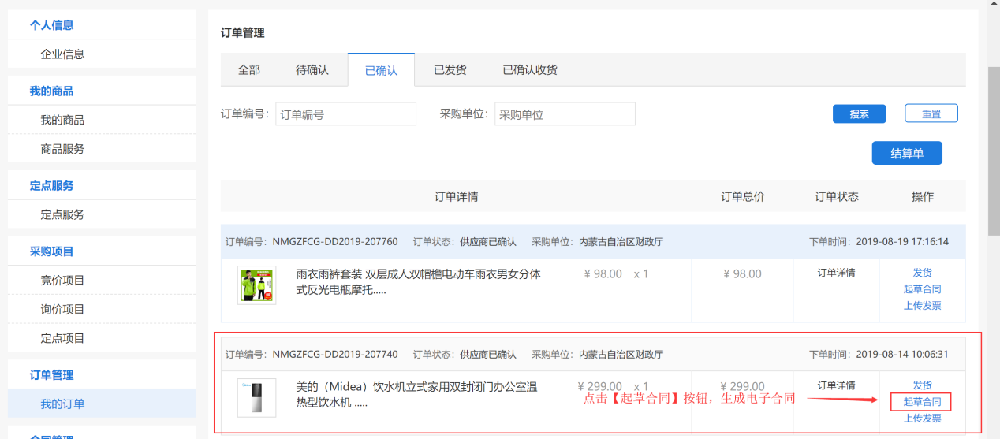 个人信息
企业信息
我的商品
我的商品
商品服务
定点服务
定点服务
采购项目
竞价项目
询价项目
定点项目
订单管理
我的订单
合同管理
订单管理
全部 待确认 已确认 已发货 已确认收货
订单编号： 订单编号 采购单位： 采购单位 搜索 重置
结算单
订单详情 订单总价 订单状态 操作
订单编号：NMGZFCG-DD2019-207760 订单状态：供应商已确认 采购单位：内蒙古自治区财政厅 下单时间：2019-08-19 17:16:14
雨衣雨裤套装 双层成人双帽檐电动车雨衣男女分体 ¥ 98.00 x 1 ¥ 98.00 订单详情 发货
式反光电瓶摩托..... 起草合同
上传发票
订单编号：NMGZFCG-DD2019-207740 订单状态：供应商已确认 采购单位：内蒙古自治区财政厅 下单时间：2019-08-14 10:06:31
美的（Midea）饮水机立式家用双封闭门办公室温 ¥ 299.00 x 1 ¥ 299.00 订单详情 发货
热型饮水机 ..... 点击【起草合同】按钮，生成电子合同 起草合同
上传发票